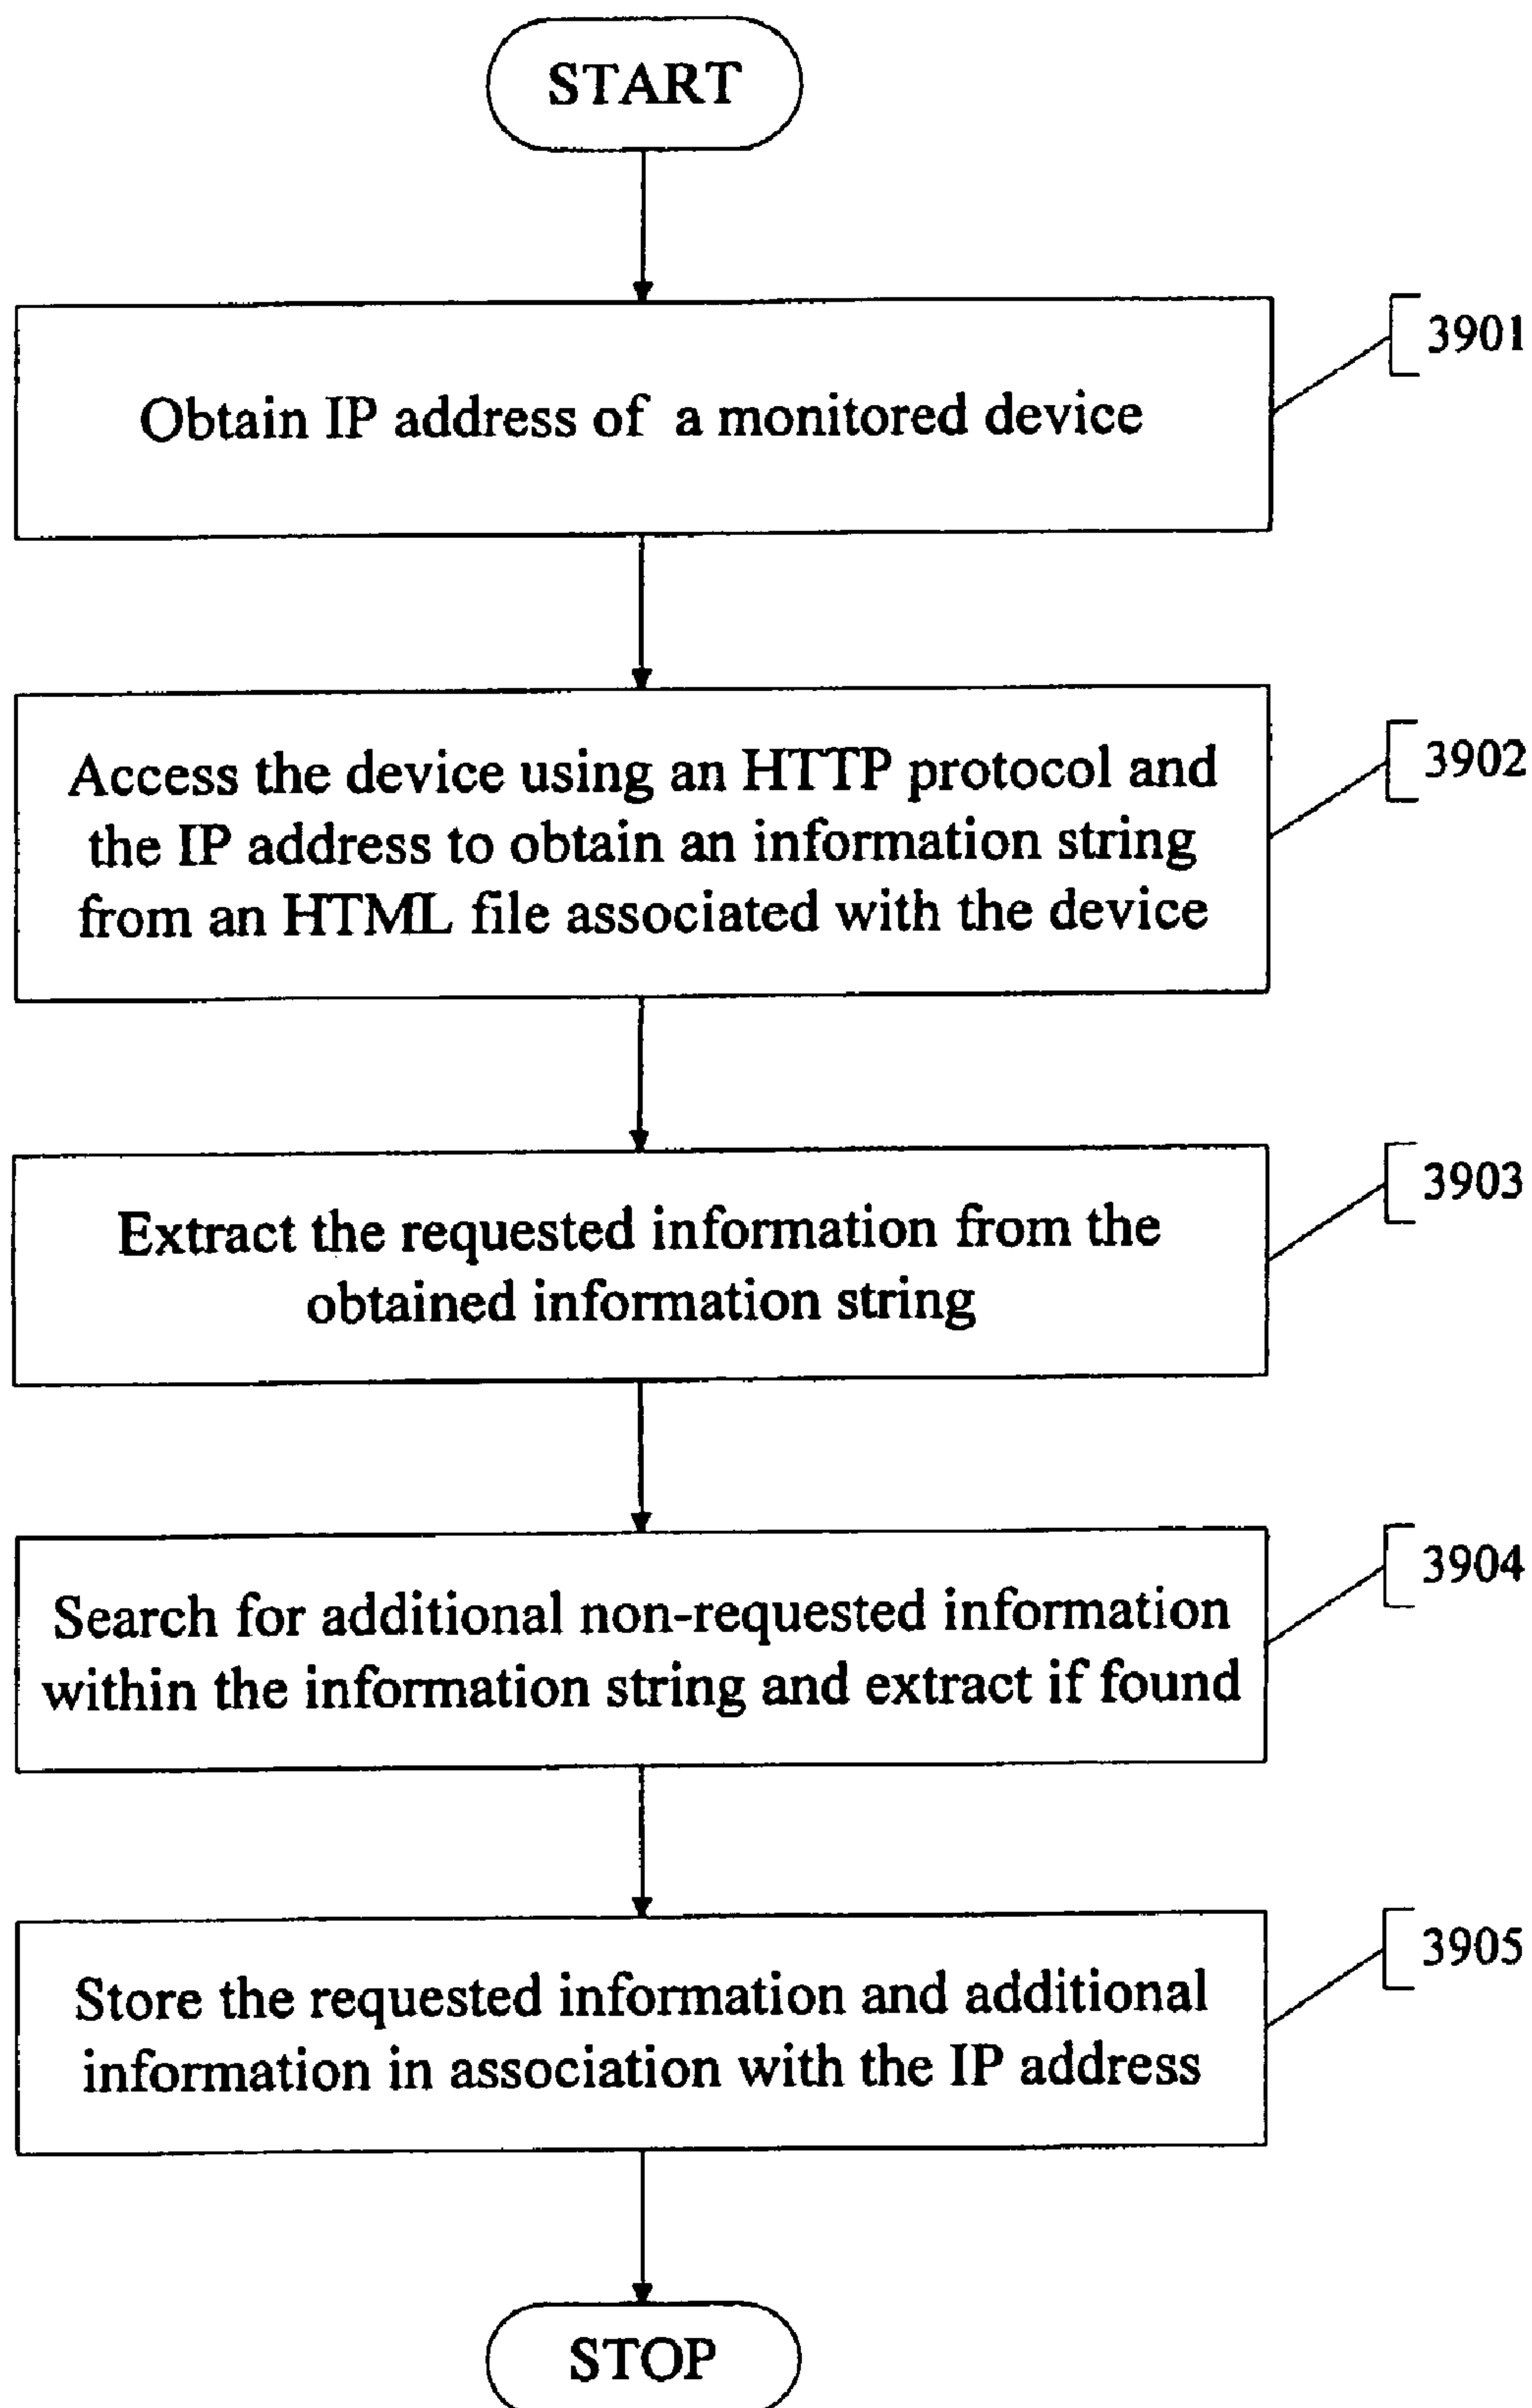 START
Obtain IP address of a monitored device
3901
Access the device using an HTTP protocol and
the IP address to obtain an information string
from an HTML file associated with the device
3902
Extract the requested information from the
obtained information string
3903
Search for additional non-requested information
within the information string and extract if found
3904
Store the requested information and additional
information in association with the IP address
3905
STOP